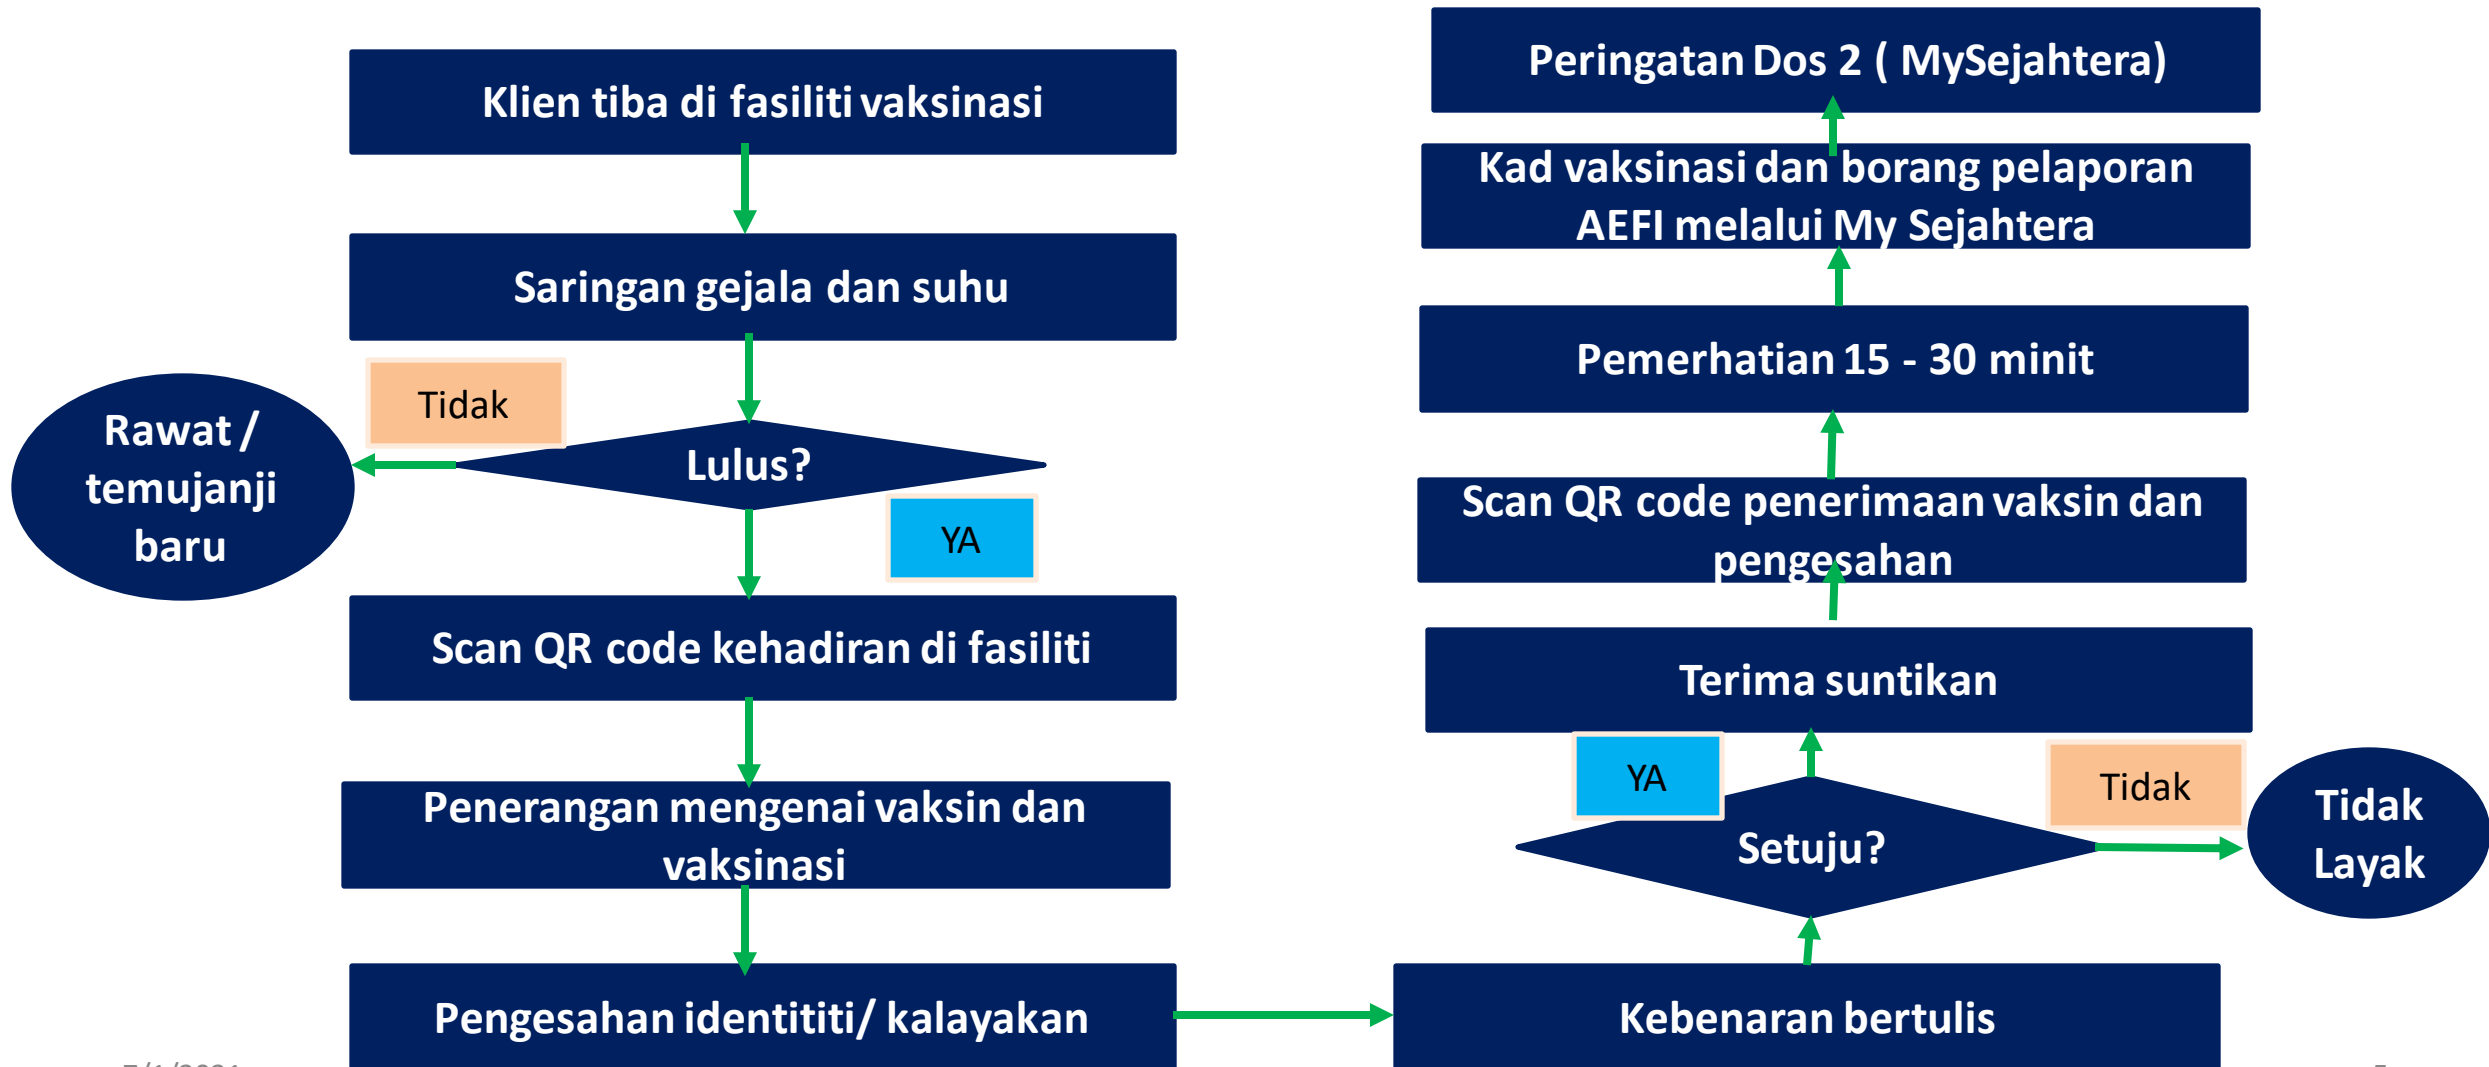 Klien tiba di fasiliti vaksinasi
Saringan gejala dan suhu
Tidak
Rawat /
temujanji
baru
Lulus?
YA
Scan QR code kehadiran di fasiliti
Penerangan mengenai vaksin dan
vaksinasi
Pengesahan identititi/ kalayakan
Kebenaran bertulis
Setuju?
YA
Tidak
Tidak
Layak
Terima suntikan
Scan QR code penerimaan vaksin dan
pengesahan
Pemerhatian 15 - 30 minit
Kad vaksinasi dan borang pelaporan
AEFI melalui My Sejahtera
Peringatan Dos 2 ( MySejahtera)